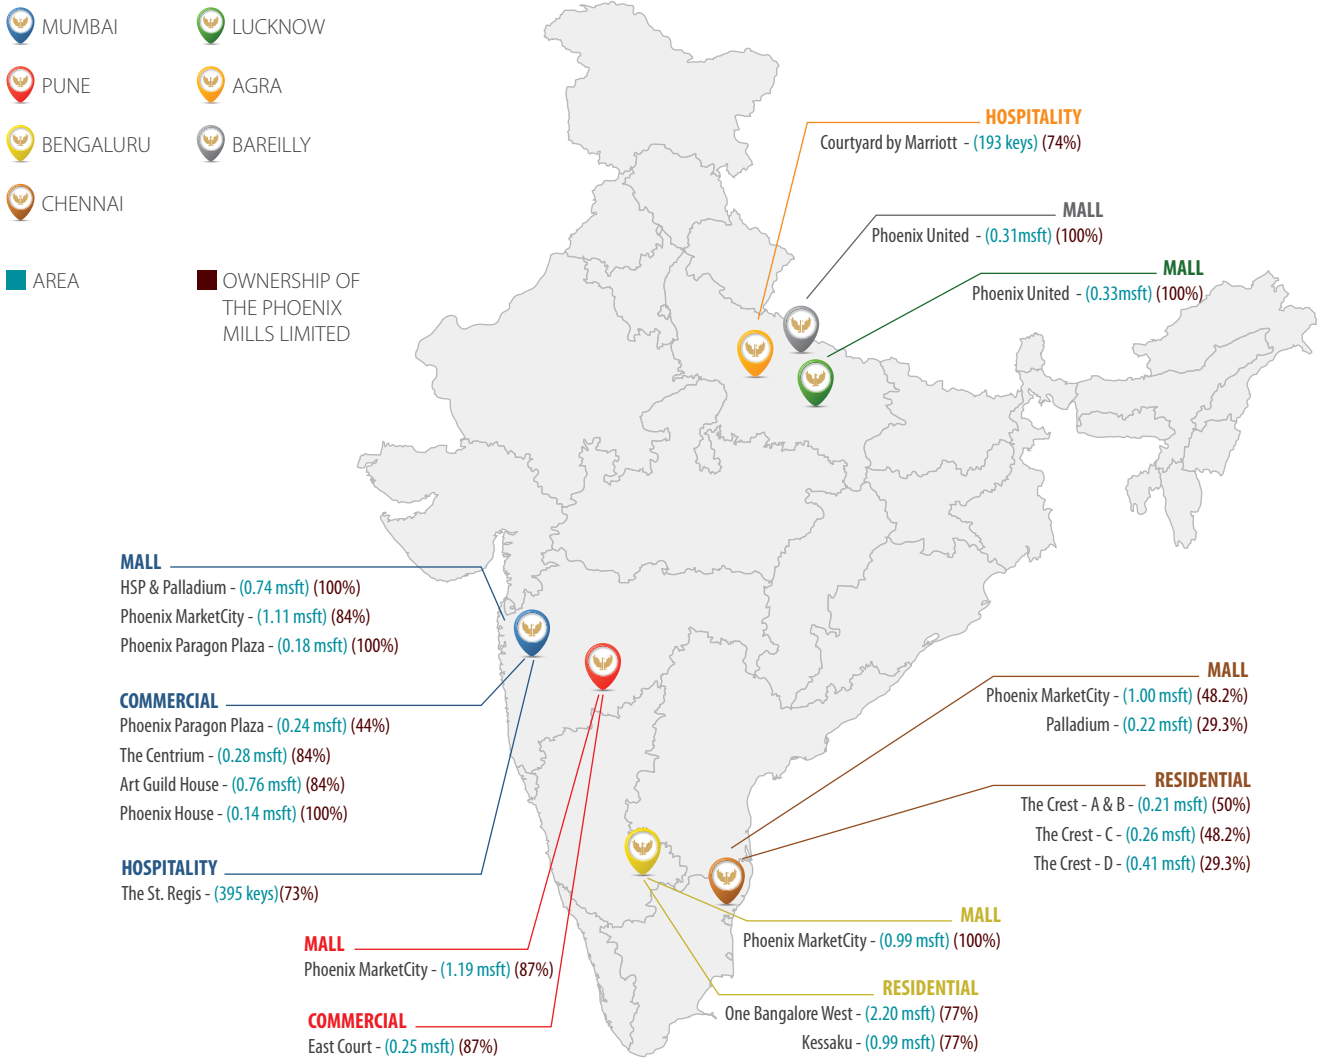 MUMBAI
LUCKNOW
PUNE
AGRA
BENGALURU
BAREILLY
CHENNAI
AREA
OWNERSHIP OF
THE PHOENIX
MILLS LIMITED
HOSPITALITY
Courtyard by Marriott - (193 keys) (74%)
MALL
Phoenix United - (0.31msft) (100%)
MALL
Phoenix United - (0.33msft) (100%)
MALL
HSP & Palladium - (0.74 msft) (100%)
Phoenix MarketCity - (1.11 msft) (84%)
Phoenix Paragon Plaza - (0.18 msft) (100%)
COMMERCIAL
Phoenix Paragon Plaza - (0.24 msft) (44%)
The Centrium - (0.28 msft) (84%)
Art Guild House - (0.76 msft) (84%)
Phoenix House - (0.14 msft) (100%)
HOSPITALITY
The St. Regis - (395 keys)(73%)
MALL
Phoenix MarketCity - (1.19 msft) (87%)
COMMERCIAL
East Court - (0.25 msft) (87%)
MALL
Phoenix MarketCity - (1.00 msft) (48.2%)
Palladium - (0.22 msft) (29.3%)
RESIDENTIAL
The Crest - A & B - (0.21 msft) (50%)
The Crest - C - (0.26 msft) (48.2%)
The Crest - D - (0.41 msft) (29.3%)
MALL
Phoenix MarketCity - (0.99 msft) (100%)
RESIDENTIAL
One Bangalore West - (2.20 msft) (77%)
Kessaku - (0.99 msft) (77%)